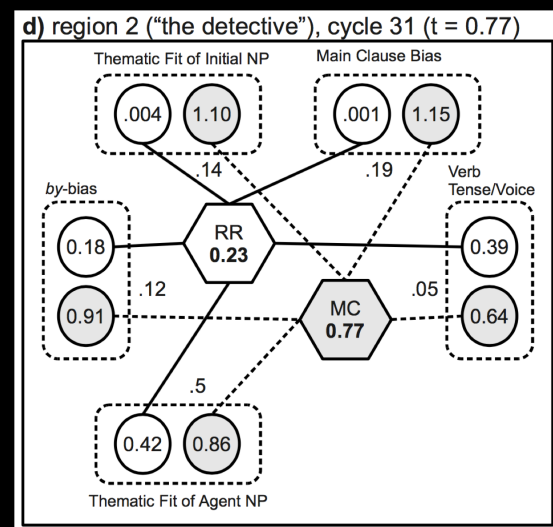 d) region 2 (“the detective”), cycle 31 (t = 0.77)
Thematic Fit of Initial NP
Main Clause Bias
.004 1.10
.001 1.15
.14
.19
by-bias
Verb
Tense/Voice
0.18
RR
0.23
0.39
.12
.05
0.91
MC
0.77
0.64
.5
0.42 0.86
Thematic Fit of Agent NP